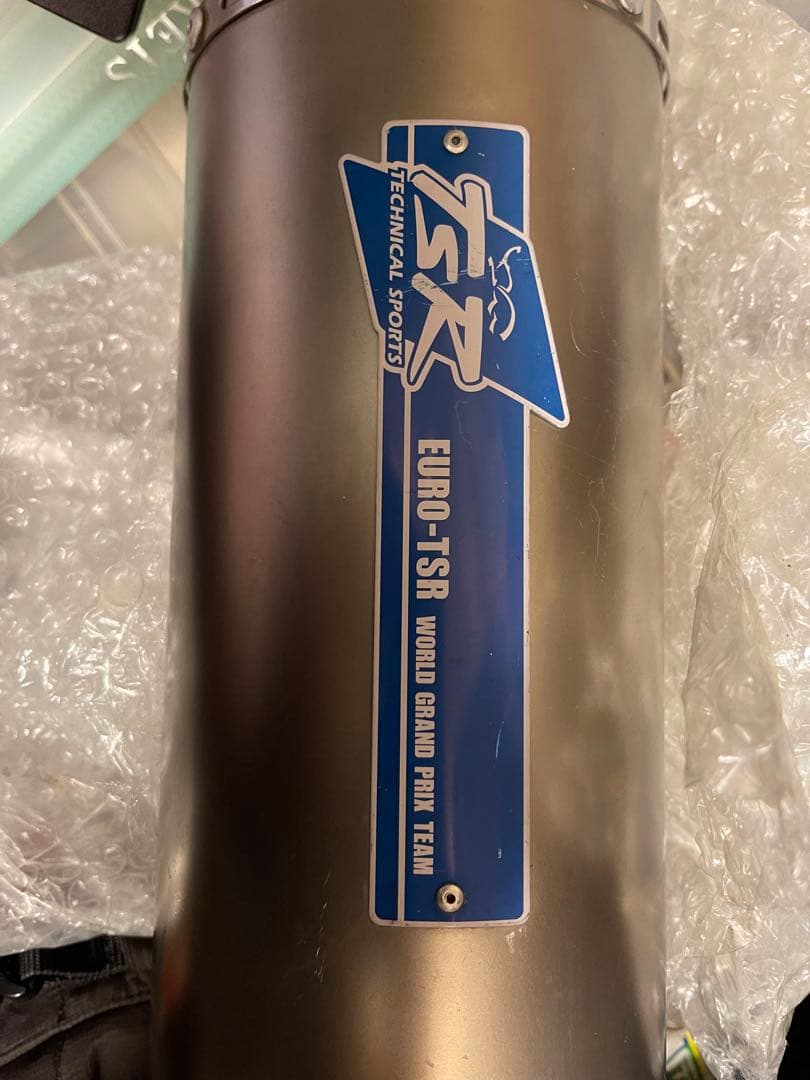 TSR
TECHNICAL SPORTS
EURO-TSR WORLD GRAND PRIX TEAM